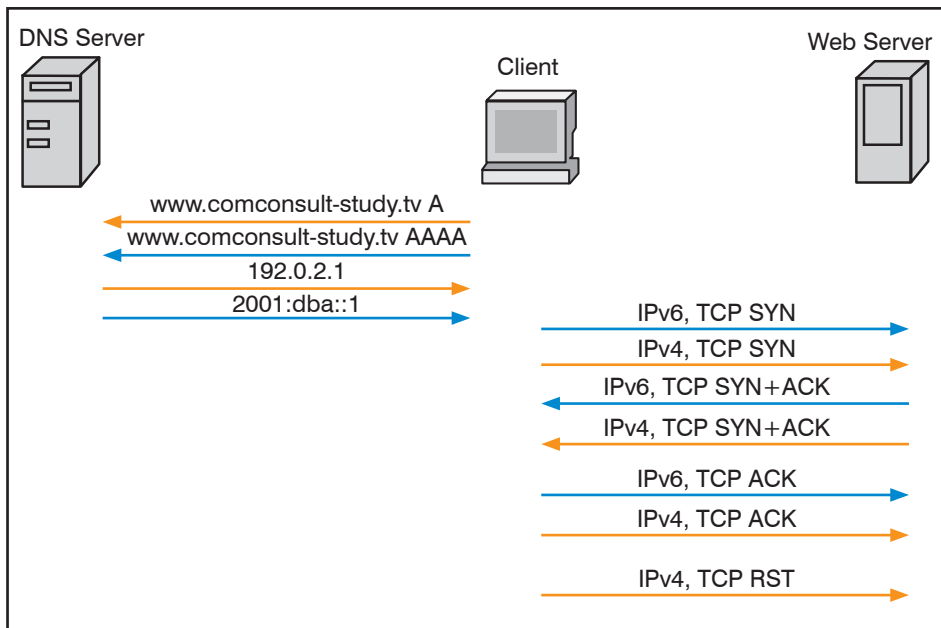 DNS Server
Client
Web Server
www.comconsult-study.tv A
www.comconsult-study.tv AAAA
192.0.2.1
2001:dba::1
IPv6, TCP SYN
IPv4, TCP SYN
IPv6, TCP SYN+ACK
IPv4, TCP SYN+ACK
IPv6, TCP ACK
IPv4, TCP ACK
IPv4, TCP RST